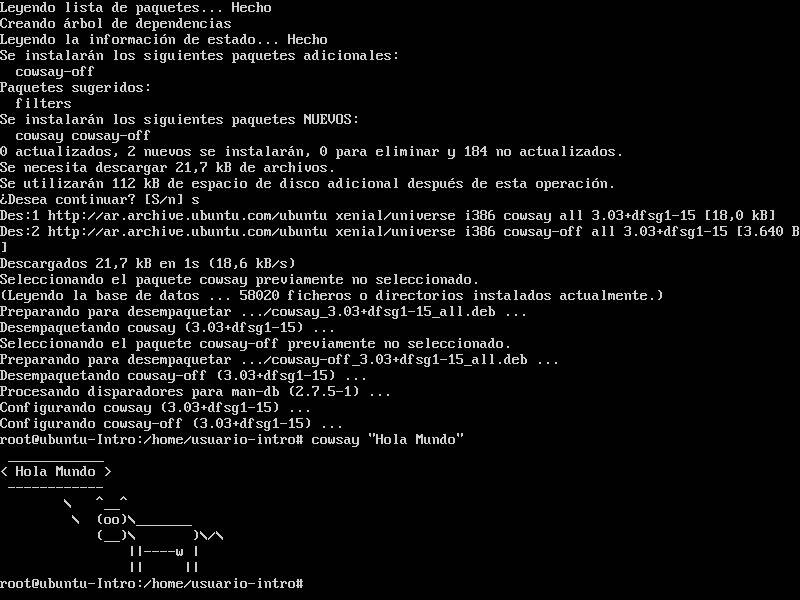 Leyendo lista de paquetes... Hecho
Creando árbol de dependencias
Leyendo la información de estado... Hecho
Se instalarán los siguientes paquetes adicionales:
  cowsay-off
Paquetes sugeridos:
  filters
Se instalarán los siguientes paquetes NUEVOS:
  cowsay cowsay-off
0 actualizados, 2 nuevos se instalarán, 0 para eliminar y 184 no actualizados.
Se necesita descargar 21,7 kB de archivos.
Se utilizarán 112 kB de espacio de disco adicional después de esta operación.
¿Desea continuar? [S/n] s
Des:1 http://ar.archive.ubuntu.com/ubuntu xenial/universe i386 cowsay all 3.03+dfsg1-15 [18,0 kB]
Des:2 http://ar.archive.ubuntu.com/ubuntu xenial/universe i386 cowsay-off all 3.03+dfsg1-15 [3.640 B
]
Descargados 21,7 kB en 1s (18,6 kB/s)
Seleccionando el paquete cowsay previamente no seleccionado.
(Leyendo la base de datos ... 58020 ficheros o directorios instalados actualmente.)
Preparando para desempaquetar .../cowsay_3.03+dfsg1-15_all.deb ...
Desempaquetando cowsay (3.03+dfsg1-15) ...
Seleccionando el paquete cowsay-off previamente no seleccionado.
Preparando para desempaquetar .../cowsay-off_3.03+dfsg1-15_all.deb ...
Desempaquetando cowsay-off (3.03+dfsg1-15) ...
Procesando disparadores para man-db (2.7.5-1) ...
Configurando cowsay (3.03+dfsg1-15) ...
Configurando cowsay-off (3.03+dfsg1-15) ...
root@ubuntu-Intro:/home/usuario-intro# cowsay "Hola Mundo"
 ____________
< Hola Mundo >
 ------------
        \   ^__^
         \  (oo)\_______
            (__)\       )\/\
                ||----w |
                ||     ||
root@ubuntu-Intro:/home/usuario-intro#